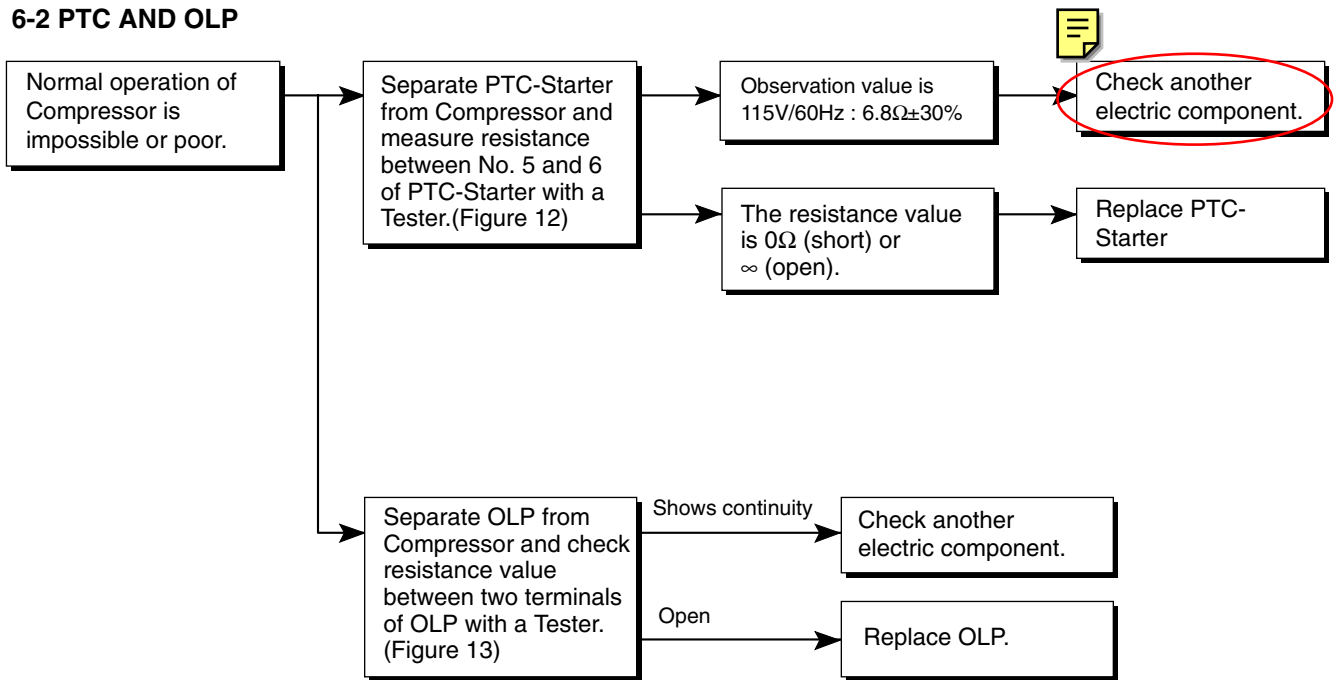 6-2 PTC AND OLP
Normal operation of
Compressor is
impossible or poor.
Separate PTC-Starter
from Compressor and
measure resistance
between No. 5 and 6
of PTC-Starter with a
Tester.(Figure 12)
Observation value is
115V/60Hz : 6.8Ω±30%
Check another
electric component.
The resistance value
is 0Ω (short) or
∞ (open).
Replace PTC-
Starter
Separate OLP from
Compressor and check
resistance value
between two terminals
of OLP with a Tester.
(Figure 13)
Shows continuity
Check another
electric component.
Open
Replace OLP.